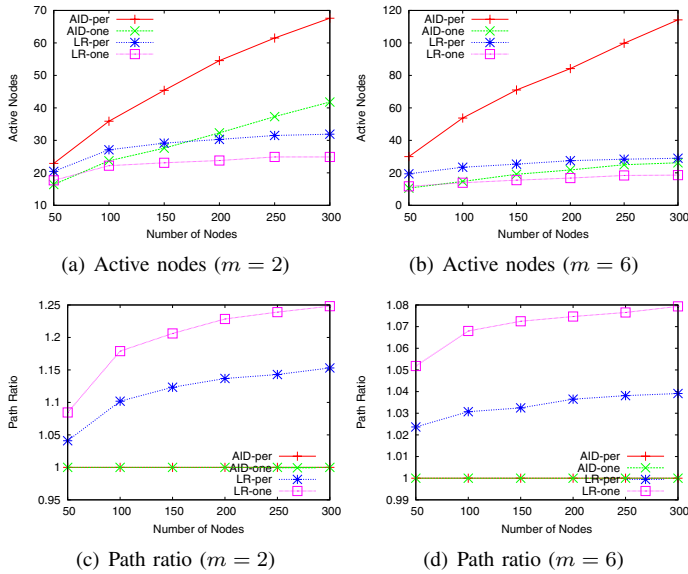 70
60
50
40
30
20
10
Active Nodes
AID-per
AID-one
LR-per
LR-one
50 100 150 200 250 300
Number of Nodes
(a) Active nodes (m = 2)
120
100
80
60
40
20
0
Active Nodes
AID-per
AID-one
LR-per
LR-one
50 100 150 200 250 300
Number of Nodes
(b) Active nodes (m = 6)
1.25
1.2
1.15
1.1
1.05
1
0.95
Path Ratio
AID-per
AID-one
LR-per
LR-one
50 100 150 200 250 300
Number of Nodes
(c) Path ratio (m = 2)
1.08
1.07
1.06
1.05
1.04
1.03
1.02
1.01
1
0.99
Path Ratio
AID-per
AID-one
LR-per
LR-one
50 100 150 200 250 300
Number of Nodes
(d) Path ratio (m = 6)